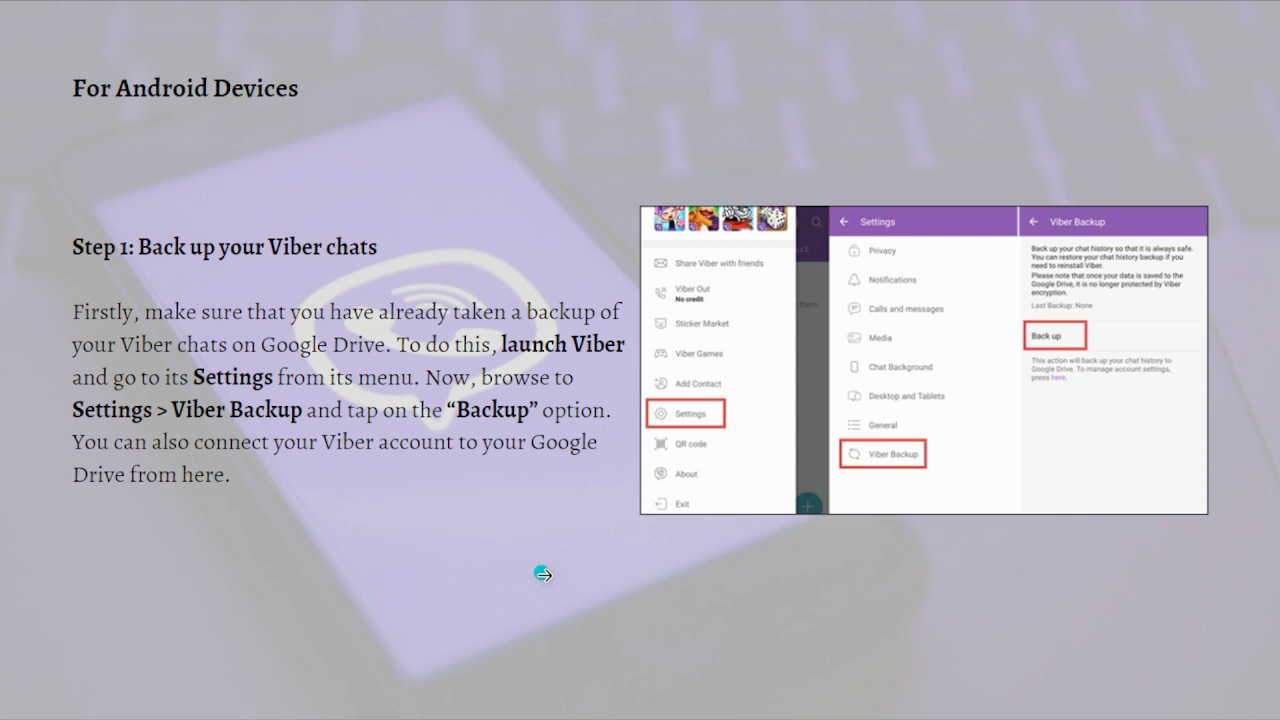 For Android Devices
Step 1: Back up your Viber chats
Firstly, make sure that you have already taken a backup of
your Viber chats on Google Drive. To do this, launch Viber
and go to its Settings from its menu. Now, browse to
Settings > Viber Backup and tap on the “Backup” option.
You can also connect your Viber account to your Google
Drive from here.
Share Viber with friends
Viber Out
No credit
Sticker Market
Viber Games
Add Contact
Settings
QR code
About
Exit
Settings
Privacy
Notifications
Calls and messages
Media
Chat Background
Desktop and Tablets
General
Viber Backup
Viber Backup
Back up your chat history so that it is always safe.
You can restore your chat history backup if you
need to reinstall Viber.
Please note that once your data is saved to the
Google Drive, it is no longer protected by Viber
encryption.
Last Backup: None
Back up
This action will back up your chat history to
Google Drive. To manage account settings,
press here.